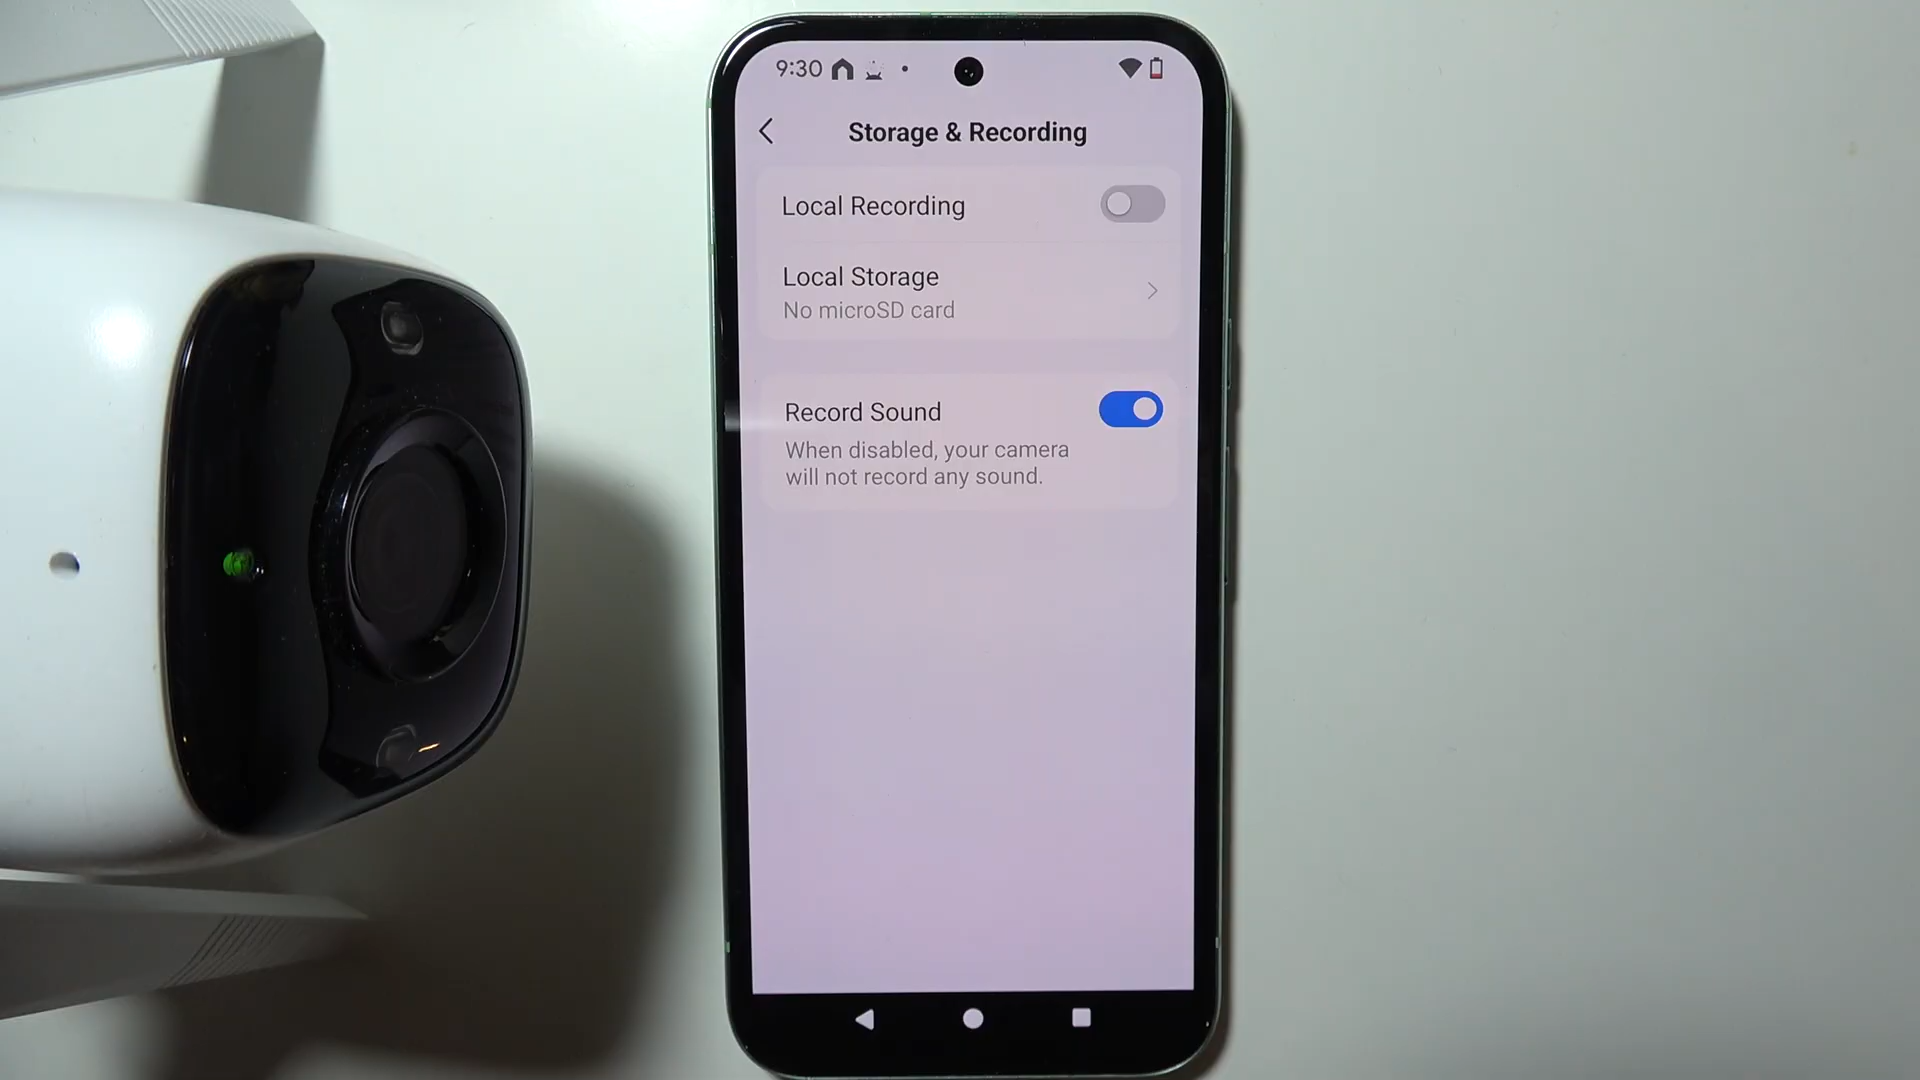 9:30
Storage & Recording
Local Recording
Local Storage
No microSD card
Record Sound
When disabled, your camera
will not record any sound.